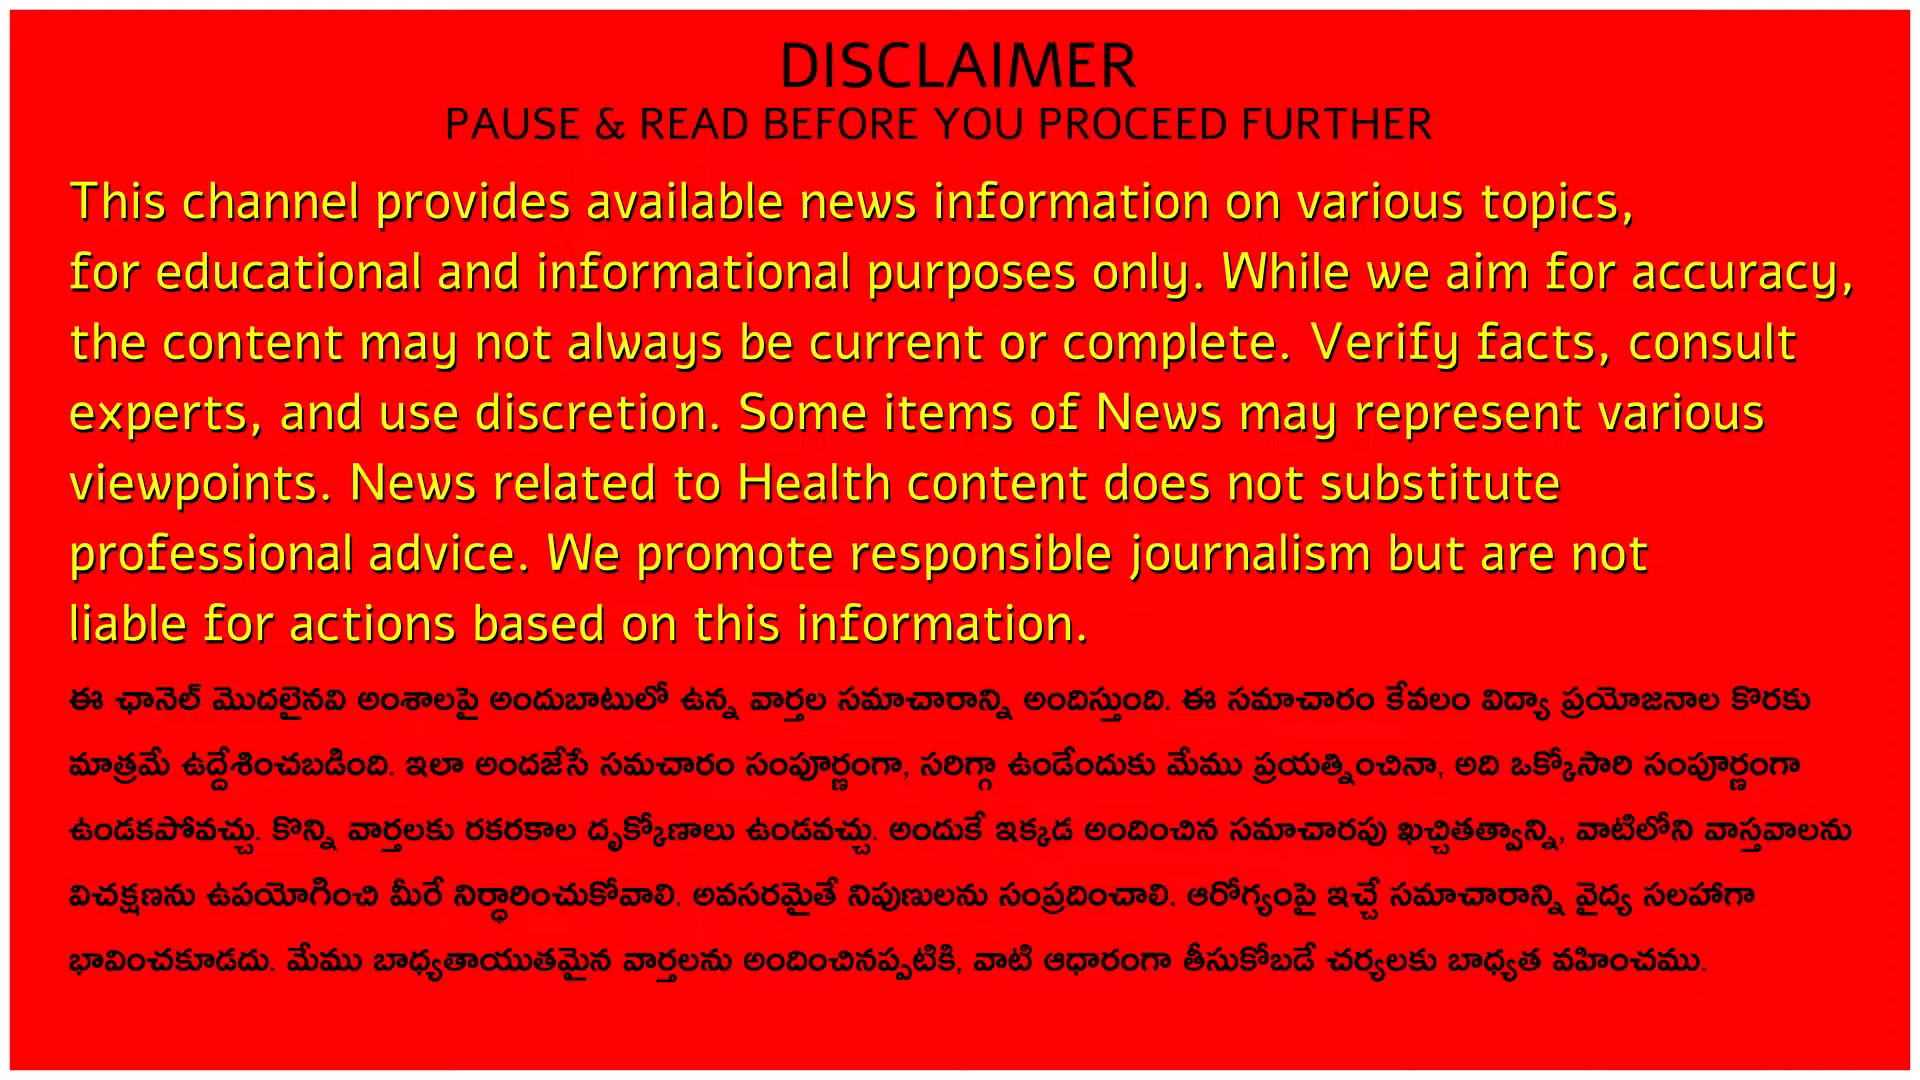 DISCLAIMER
PAUSE & READ BEFORE YOU PROCEED FURTHER
This channel provides available news information on various topics,
for educational and informational purposes only. While we aim for accuracy,
the content may not always be current or complete. Verify facts, consult
experts, and use discretion. Some items of News may represent various
viewpoints. News related to Health content does not substitute
professional advice. We promote responsible journalism but are not
liable for actions based on this information.
ఈ ఛానెల్ మొదలైనవి అంశాలపై అందుబాటులో ఉన్న వార్తల సమాచారాన్ని అందిస్తుంది. ఈ సమాచారం కేవలం విద్యా ప్రయోజనాల కొరకు
మాత్రమే ఉద్దేశించబడింది. ఇలా అందజేసే సమచారం సంపూర్ణంగా, సరిగ్గా ఉండేందుకు మేము ప్రయత్నించినా, అది ఒక్కోసారి సంపూర్ణంగా
ఉండకపోవచ్చు. కొన్ని వార్తలకు రకరకాల దృక్కోణాలు ఉండవచ్చు. అందుకే ఇక్కడ అందించిన సమాచారపు ఖచ్చితత్వాన్ని, వాటిలోని వాస్తవాలను
విచక్షణను ఉపయోగించి మీరే నిర్ధారించుకోవాలి. అవసరమైతే నిపుణులను సంప్రదించాలి. ఆరోగ్యంపై ఇచ్చే సమాచారాన్ని వైద్య సలహాగా
భావించకూడదు. మేము బాధ్యతాయుతమైన వార్తలను అందించినప్పటికి, వాటి ఆధారంగా తీసుకోబడే చర్యలకు బాధ్యత వహించము.